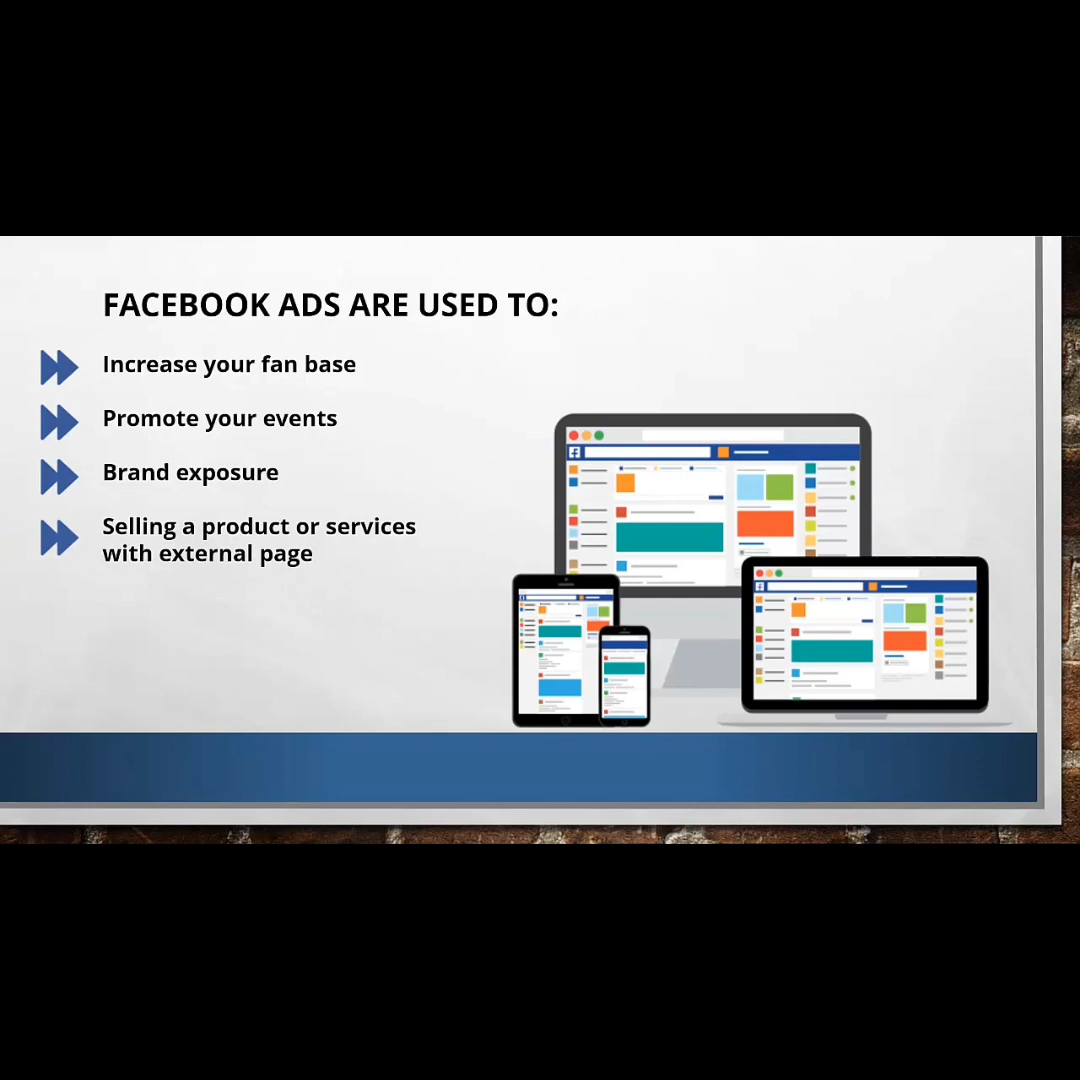 FACEBOOK ADS ARE USED TO:
Increase your fan base
Promote your events
Brand exposure
Selling a product or services
with external page